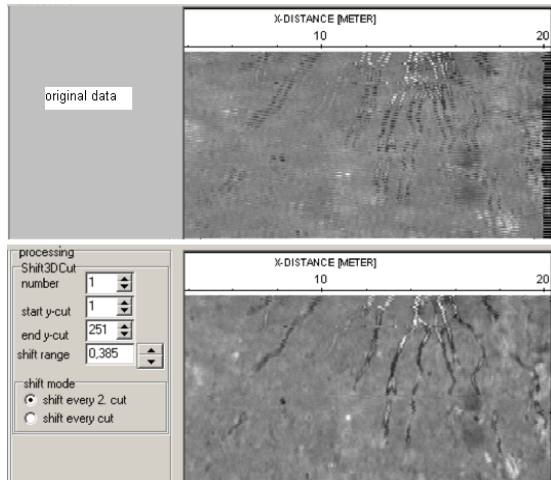 X-DISTANCE [METER]
10 20
original data
processing
Shift3DCut
number 1
start y-cut 1
end y-cut 251
shift range 0,385
shift mode
shift every 2. cut
shift every cut
X-DISTANCE [METER]
10 20